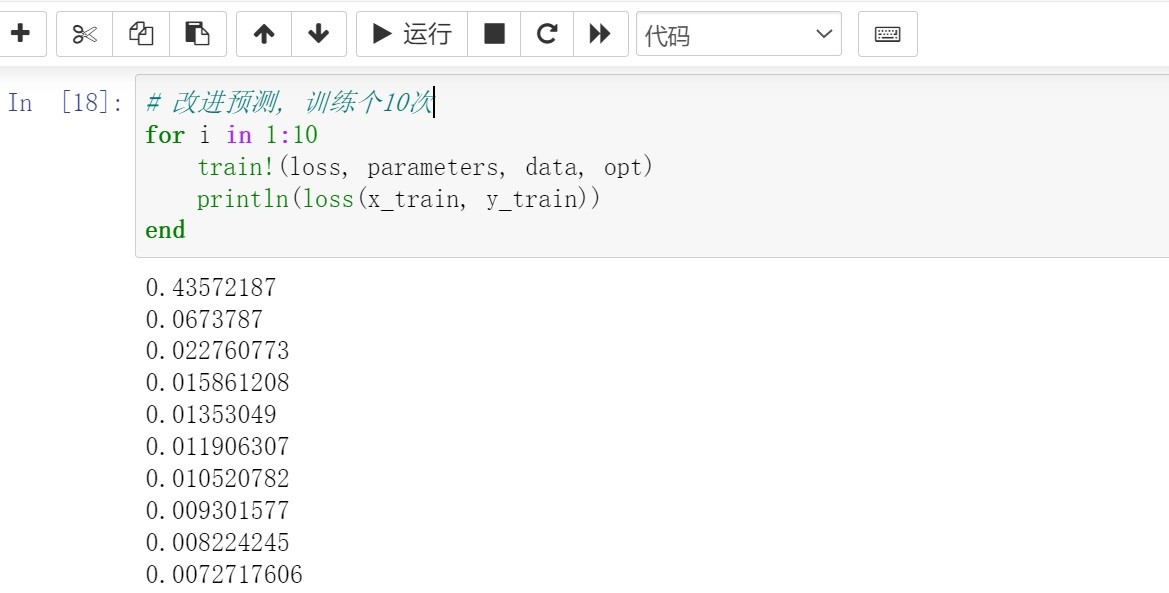 运行
代码
In [18]:
# 改进预测, 训练个10次
for i in 1:10
    train!(loss, parameters, data, opt)
    println(loss(x_train, y_train))
end
0.43572187
0.0673787
0.022760773
0.015861208
0.01353049
0.011906307
0.010520782
0.009301577
0.008224245
0.0072717606